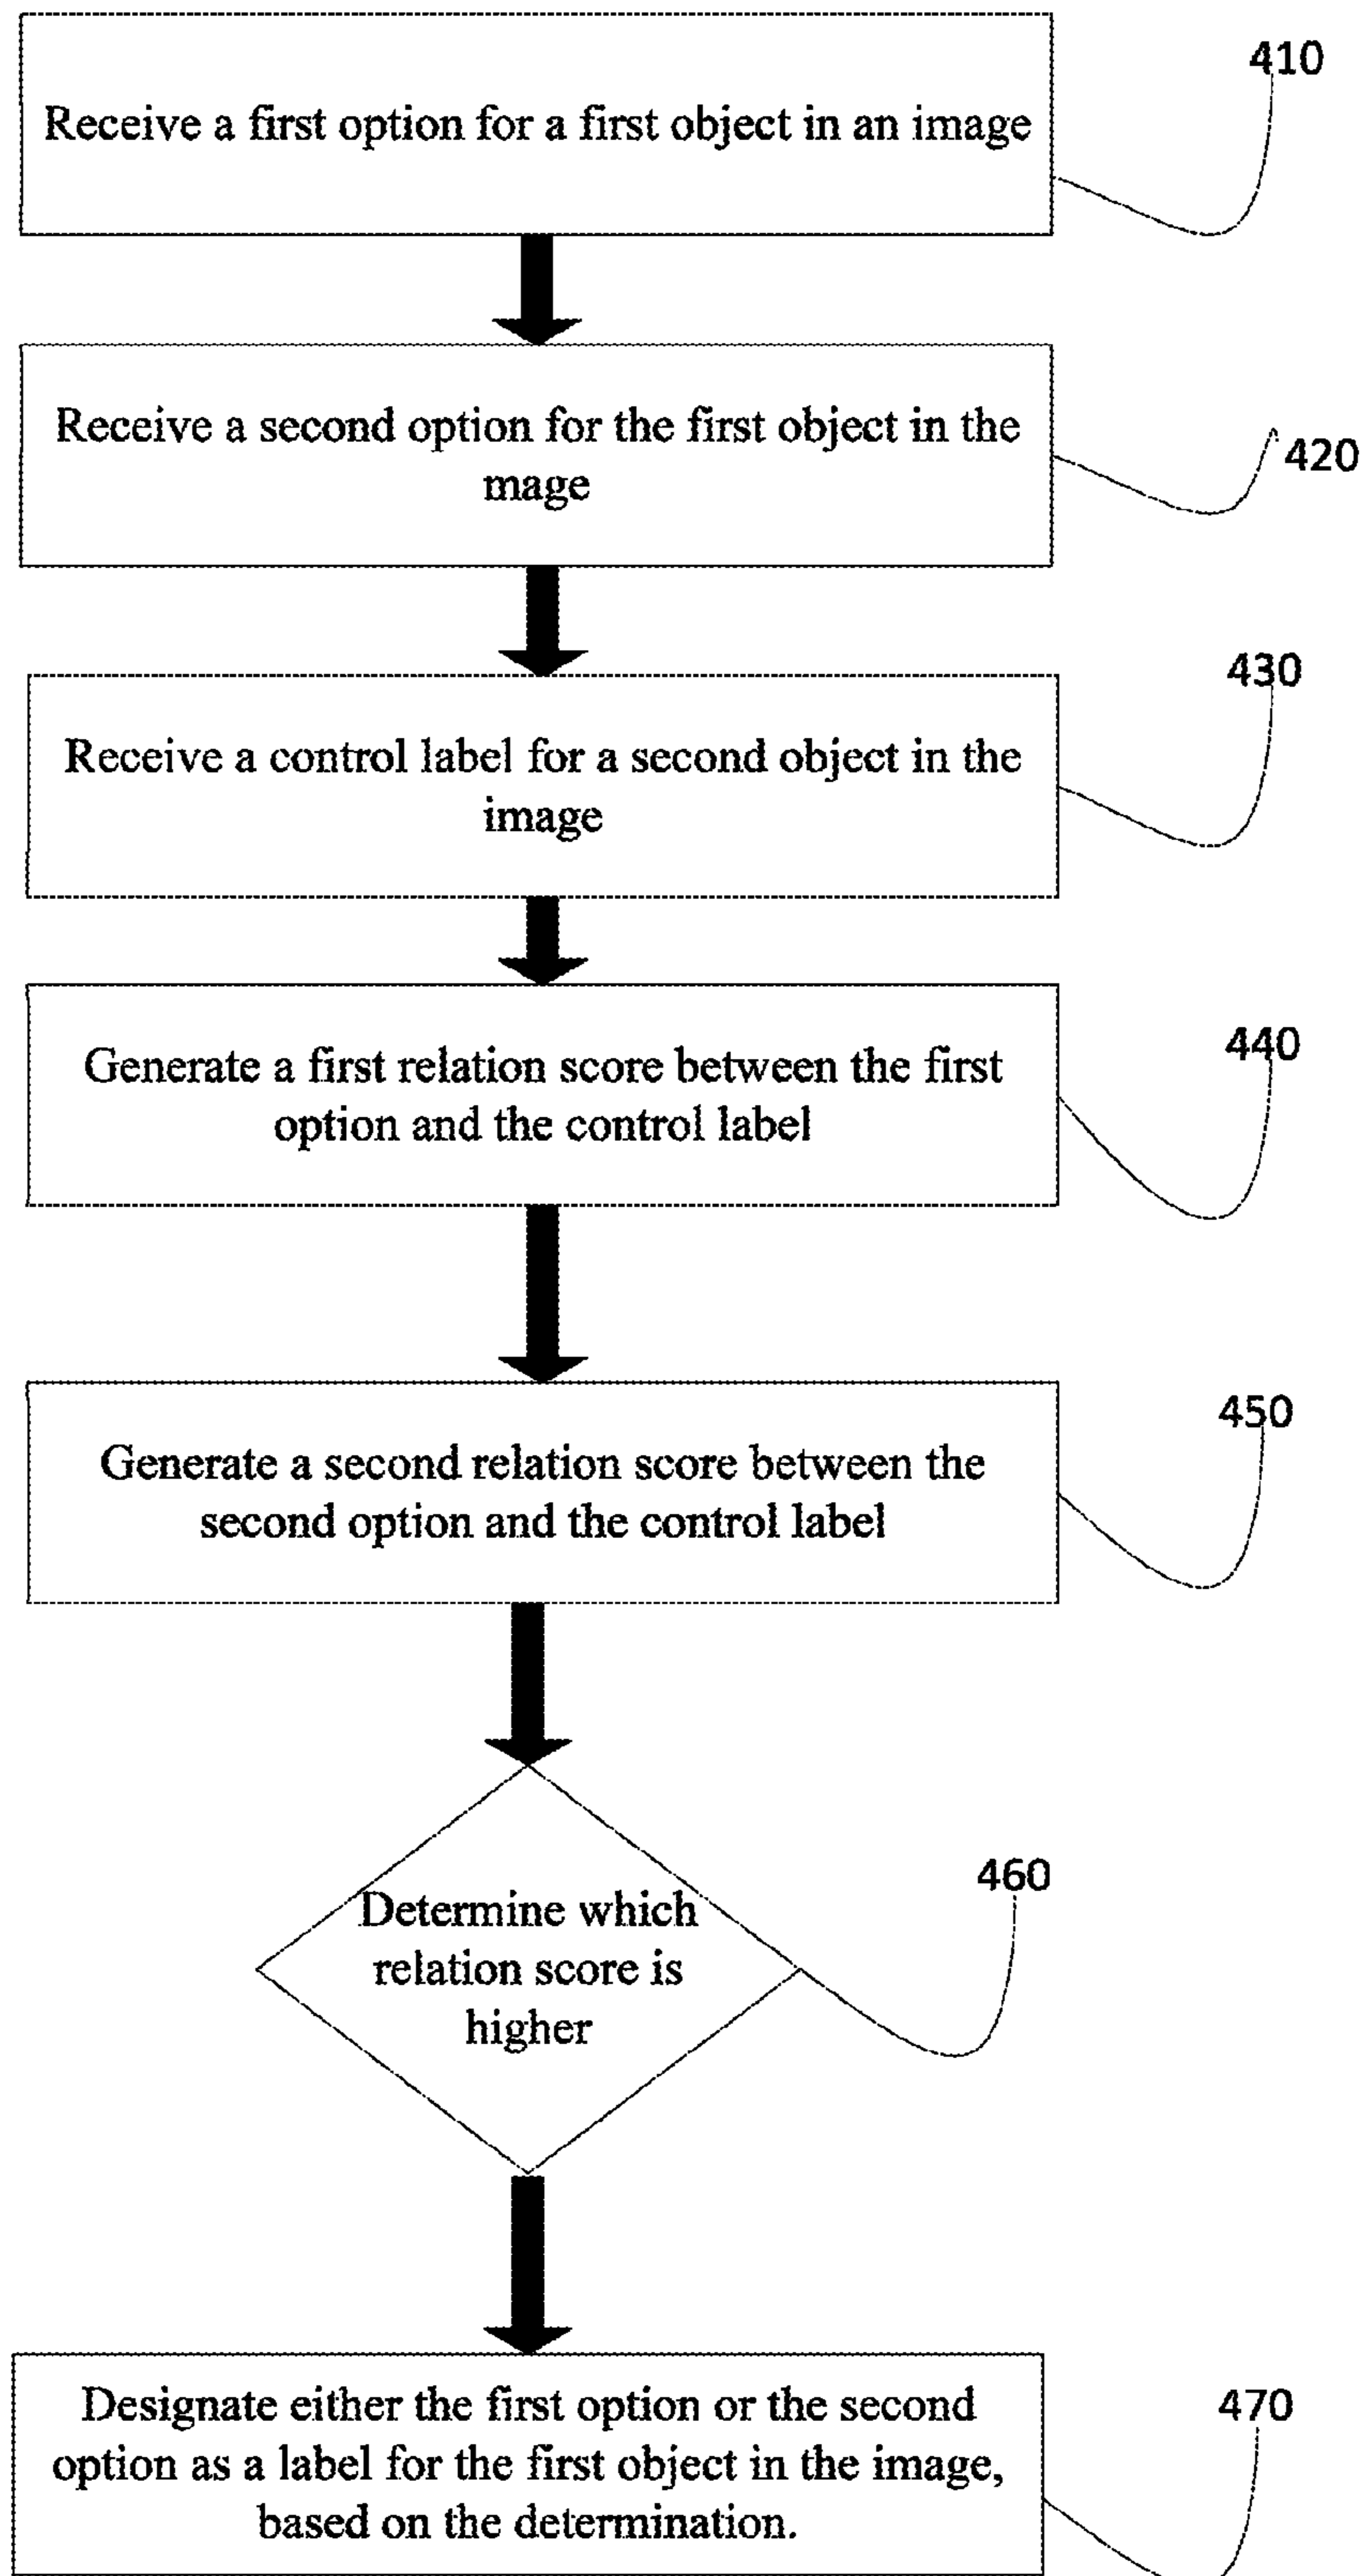 410
Receive a first option for a first object in an image
Receive a second option for the first object in the
mage
420
430
Receive a control label for a second object in the
image
440
Generate a first relation score between the first
option and the control label
450
Generate a second relation score between the
second option and the control label
460
Determine which
relation score is
higher
470
Designate either the first option or the second
option as a label for the first object in the image,
based on the determination.